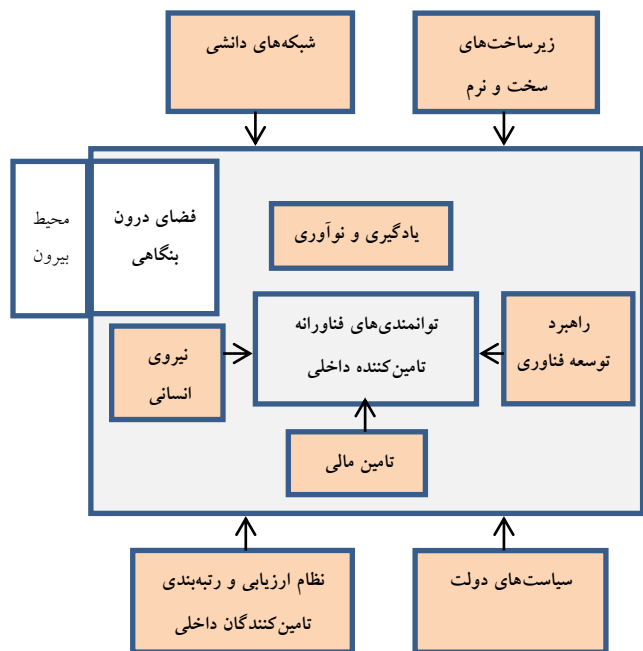 زیرساخت‌های
سخت و نرم
شبکه‌های دانشی
محیط
بیرون
فضای درون
بنگاهی
یادگیری و نوآوری
راهبرد
توسعه فناوری
توانمندی‌های فناورانه
تامین‌کننده داخلی
نیروی
انسانی
تامین مالی
سیاست‌های دولت
نظام ارزیابی و رتبه‌بندی
تامین‌کنندگان داخلی